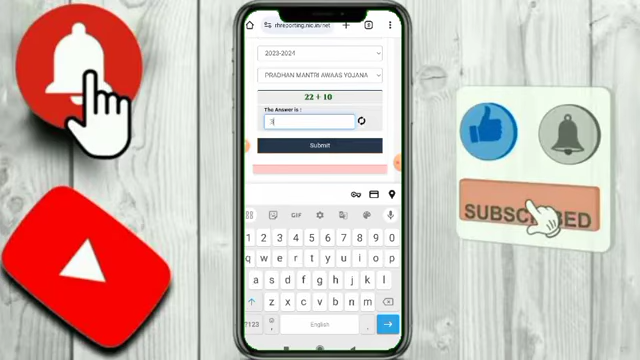 rhreporting.nic.in/net
2023-2024
PRADHAN MANTRI AWAAS YOJANA
22 + 10
The Answer is :
3
Submit
GIF
1 2 3 4 5 6 7 8 9 0
q w e r t y u i o p
a s d f g h j k l
z x c v b n m
?123 , English .
SUBSCRIBED